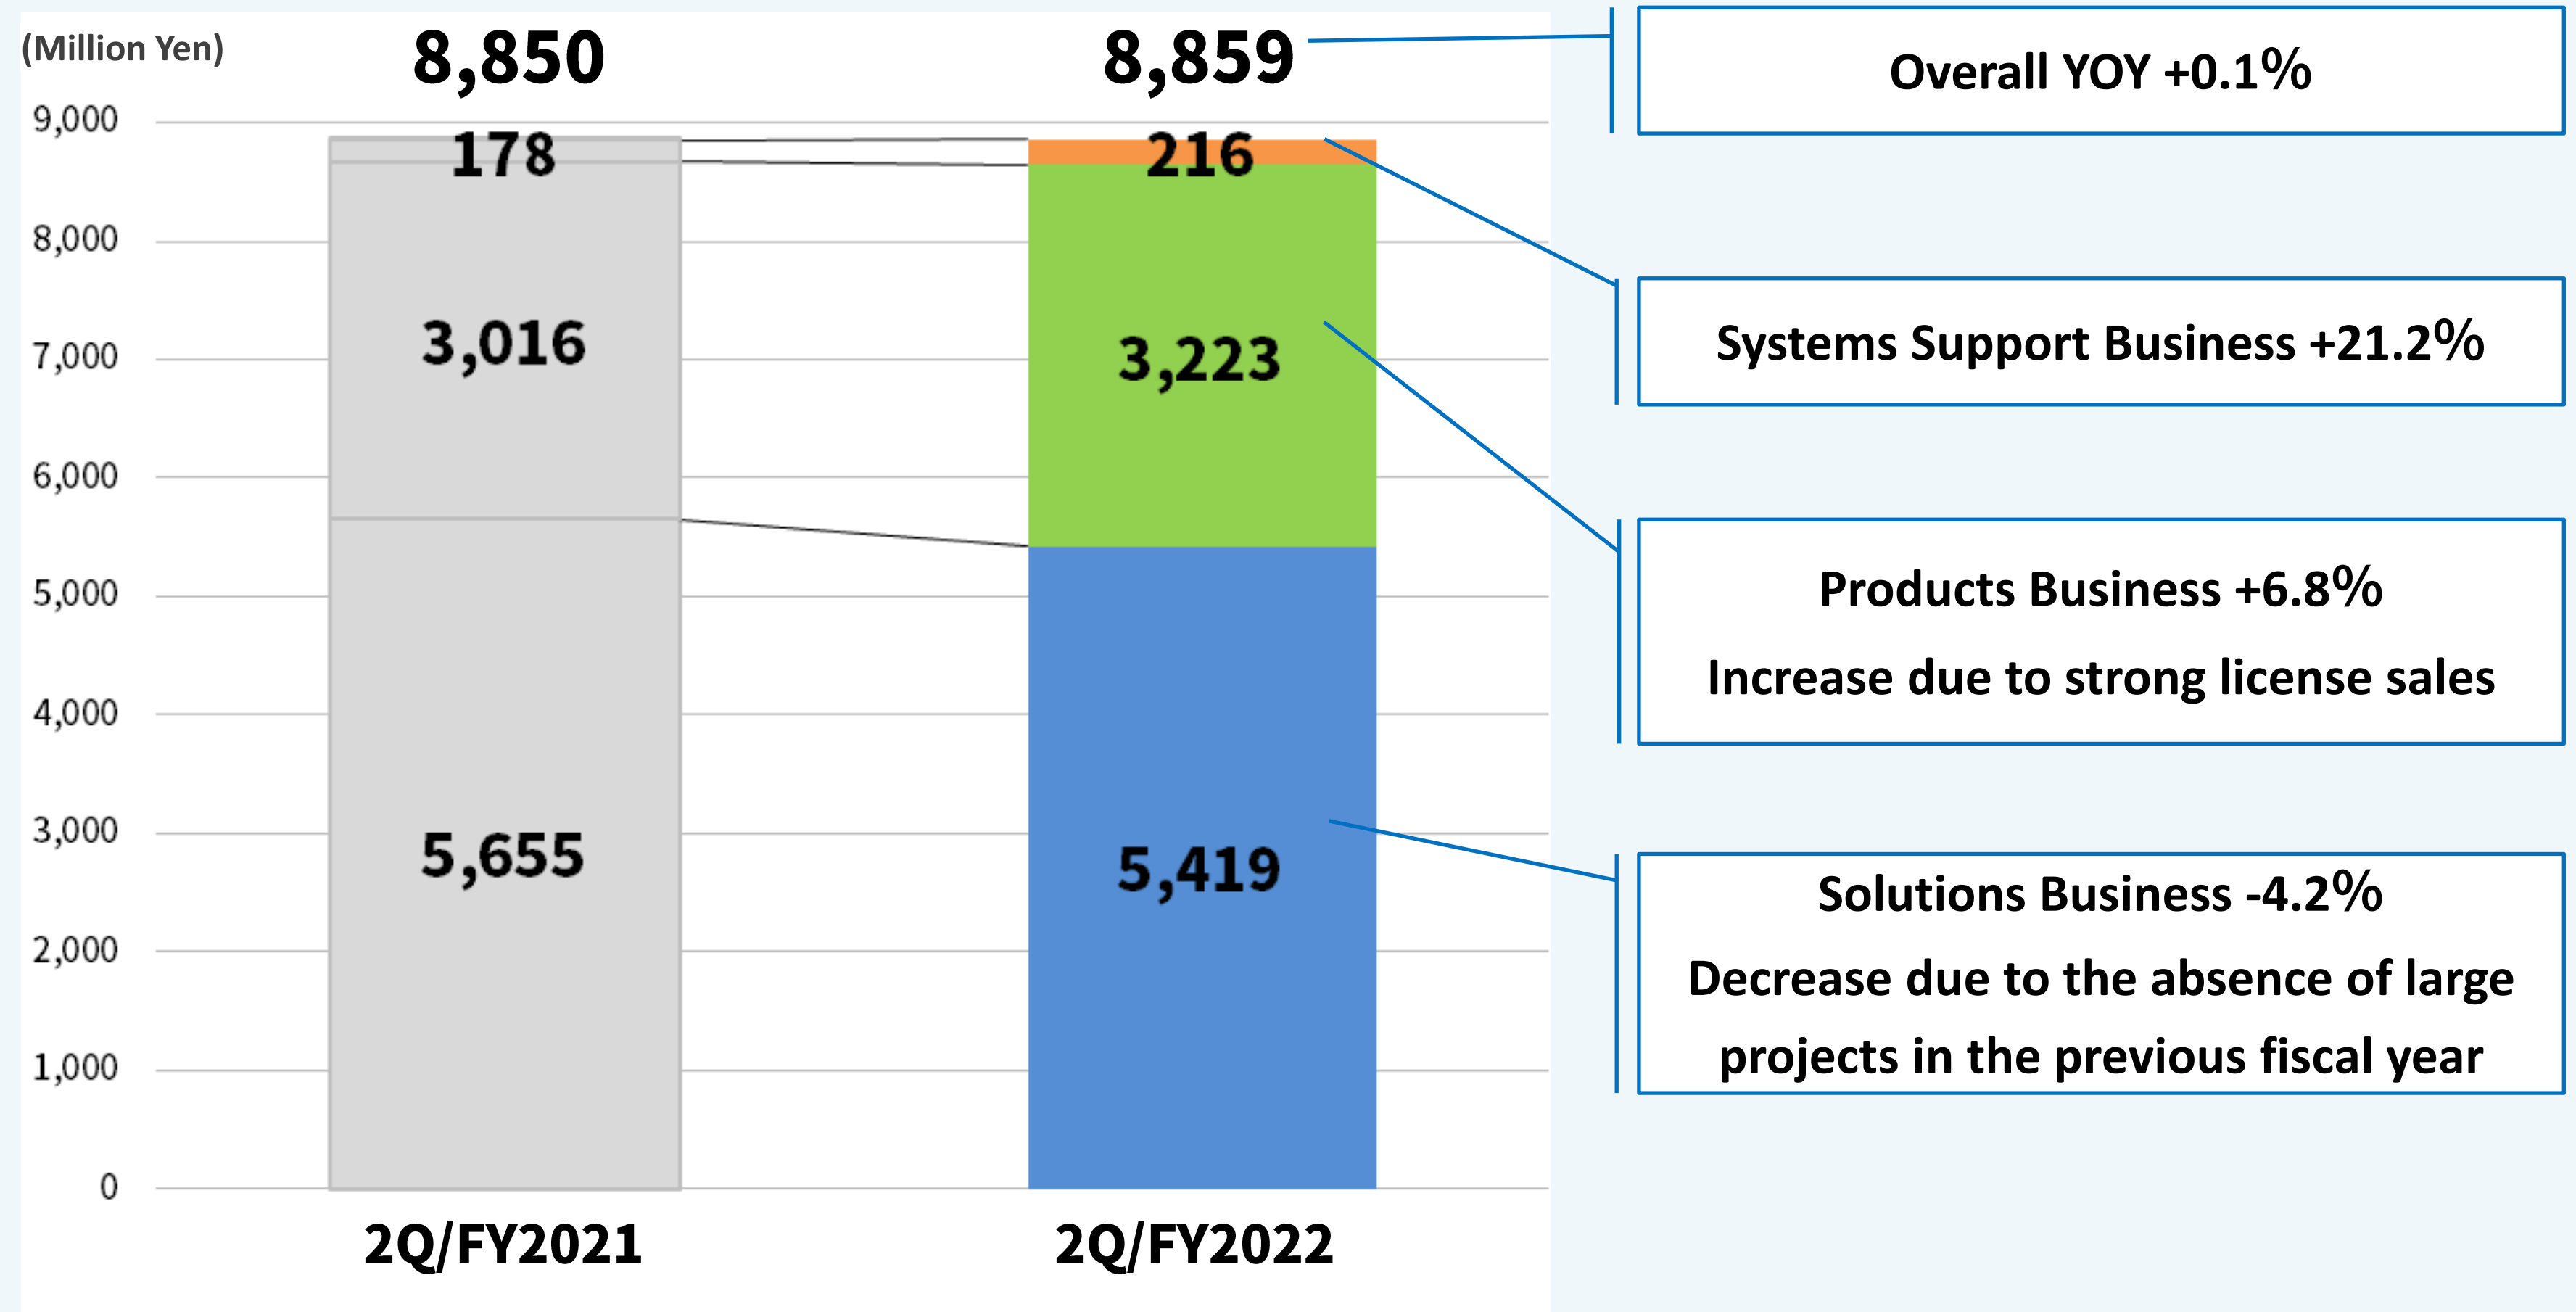 (Million Yen)
8,850
8,859
9,000
8,000
7,000
6,000
5,000
4,000
3,000
2,000
1,000
0
178
3,016
5,655
216
3,223
5,419
2Q/FY2021
2Q/FY2022
Overall YOY +0.1%
Systems Support Business +21.2%
Products Business +6.8%
Increase due to strong license sales
Solutions Business -4.2%
Decrease due to the absence of large
projects in the previous fiscal year